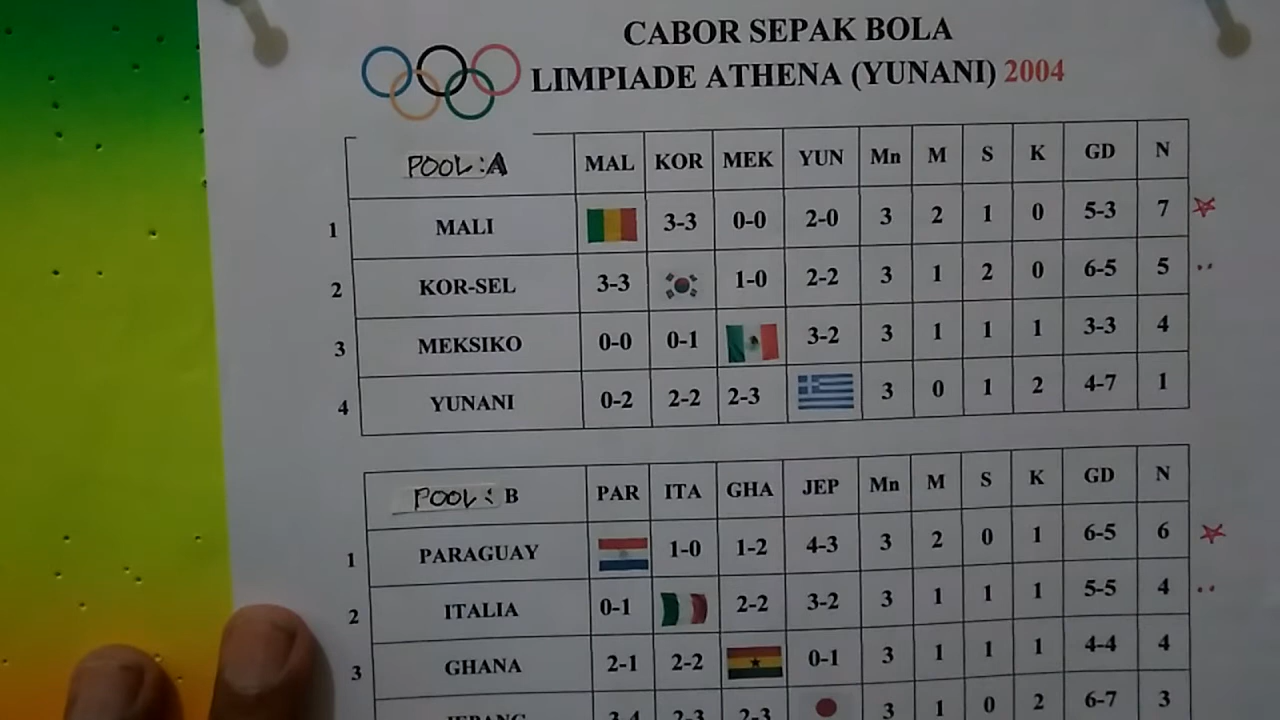 CABOR SEPAK BOLA
LIMPIADE ATHENA (YUNANI) 2004
POOL:A MAL KOR MEK YUN Mn M S K GD N
1 MALI 3-3 0-0 2-0 3 2 1 0 5-3 7
2 KOR-SEL 3-3 1-0 2-2 3 1 2 0 6-5 5
3 MEKSIKO 0-0 0-1 3-2 3 1 1 1 3-3 4
4 YUNANI 0-2 2-2 2-3 3 0 1 2 4-7 1
POOL: B PAR ITA GHA JEP Mn M S K GD N
1 PARAGUAY 1-0 1-2 4-3 3 2 0 1 6-5 6
2 ITALIA 0-1 2-2 3-2 3 1 1 1 5-5 4
3 GHANA 2-1 2-2 0-1 3 1 1 1 4-4 4
JEPANG 3-4 2-3 3 1 0 2 6-7 3